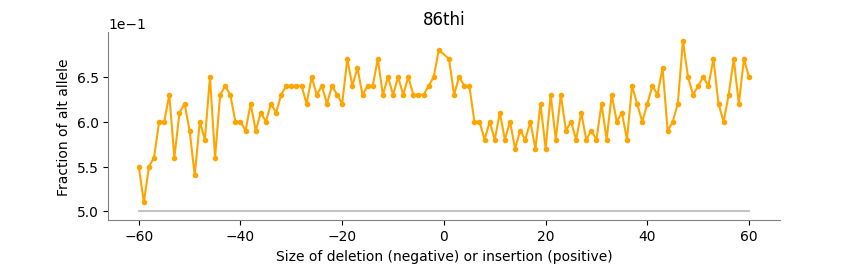 86thi
1e−1
6.5
6.0
5.5
5.0
Fraction of alt allele
−60 −40 −20 0 20 40 60
Size of deletion (negative) or insertion (positive)